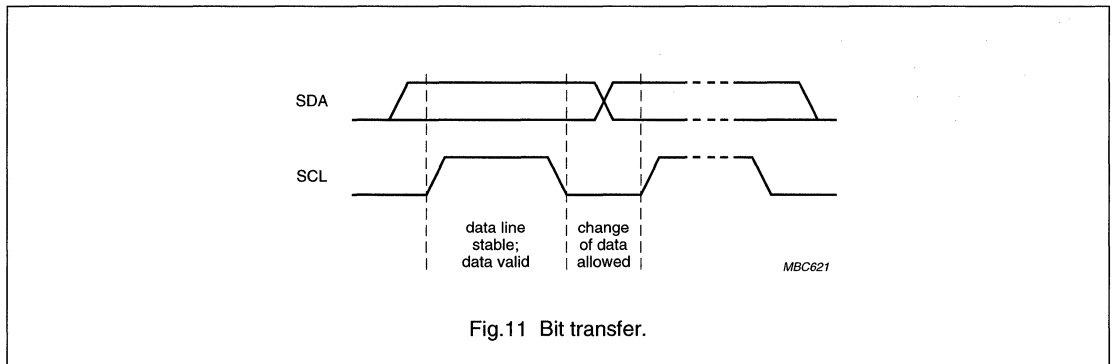 SDA
SCL
data line
stable;
data valid
change
of data
allowed
MBC621
Fig.11 Bit transfer.